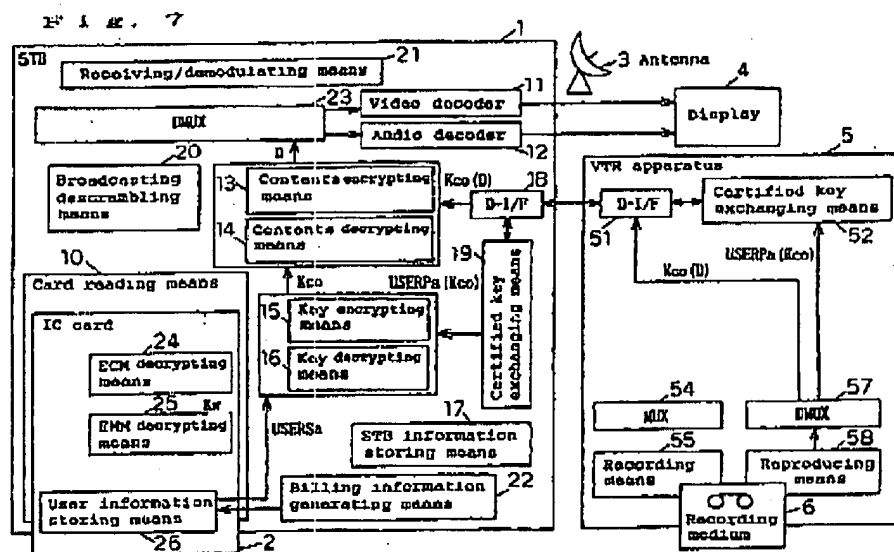 Fig. 7
1
STB
21
Receiving/demodulating means
3 Antenna
4
Display
23
DMUX
11
Video decoder
Audio decoder
12
D
20
Broadcasting
descrambling
means
13
Contents encrypting
means
14
Contents decrypting
means
Kco (D)
18
D-I/F
5
VTR apparatus
D-I/F
51
Certified key
exchanging means
52
19
Certified key
exchanging means
10
Card reading means
Kco
USERPa (Kco)
15
Key encrypting
means
16
Key decrypting
means
Kco (D)
USERPa (Kco)
IC card
24
ECM decrypting
means
25
Kw
EMM decrypting
means
USERSa
17
STB information
storing means
54
MUX
57
DMUX
55
Recording
means
58
Reproducing
means
User information
storing means
26
Billing information
generating means
22
2
Recording
medium
6